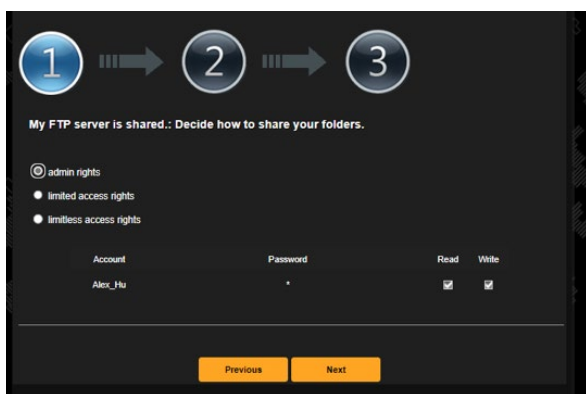 1 2 3
My FTP server is shared.: Decide how to share your folders.
admin rights
limited access rights
limitless access rights
Account Password Read Write
Alex_Hu *
Previous Next